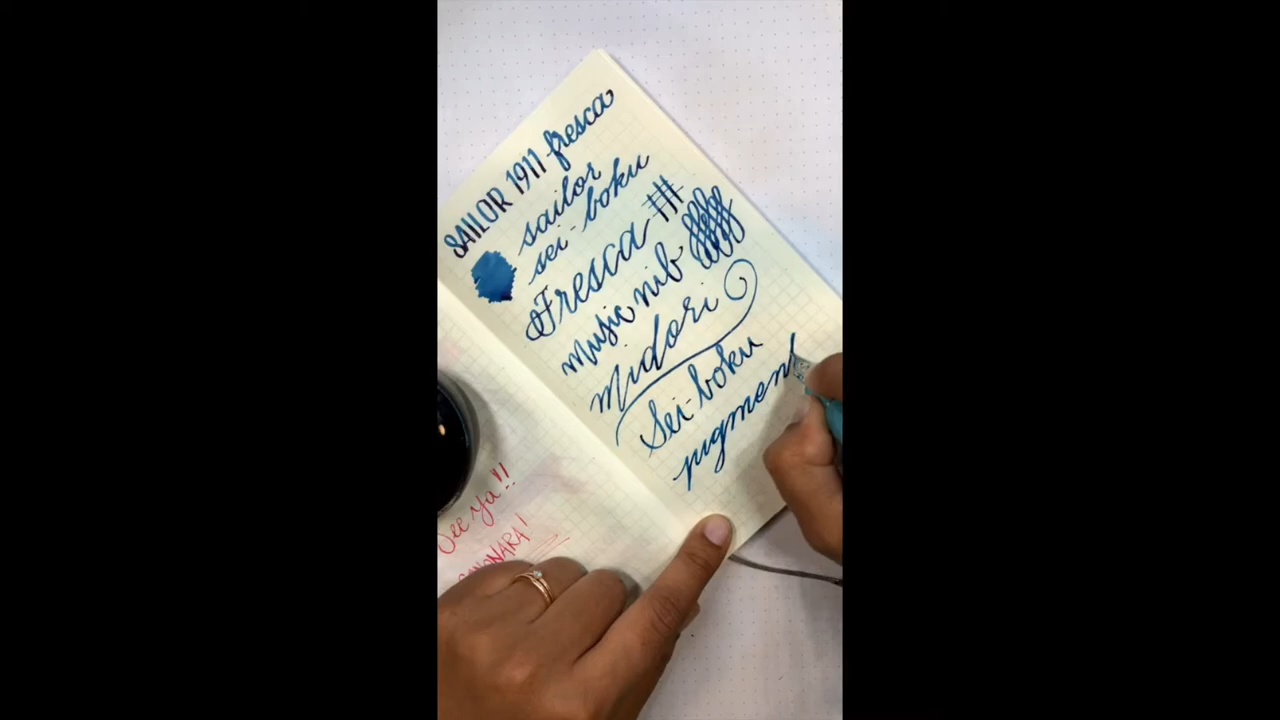 SAILOR 1911 fresca
sailor
sei-boku
Fresca
music nib
midori
Sei-boku
pigment
See Ya!!